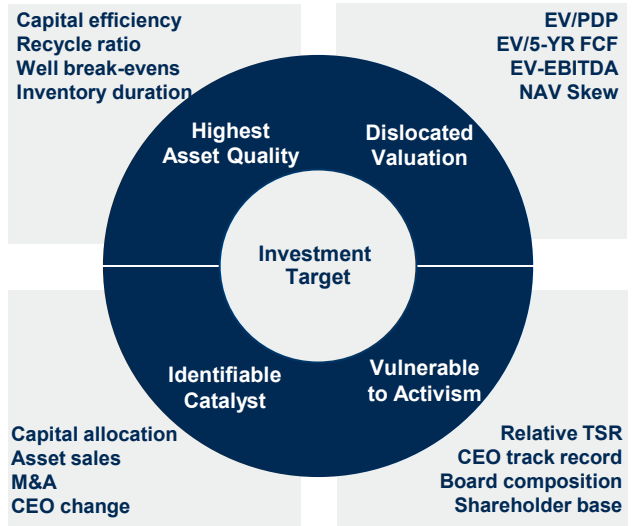 Capital efficiency
Recycle ratio
Well break-evens
Inventory duration
EV/PDP
EV/5-YR FCF
EV-EBITDA
NAV Skew
Highest
Asset Quality
Dislocated
Valuation
Investment
Target
Identifiable
Catalyst
Vulnerable
to Activism
Capital allocation
Asset sales
M&A
CEO change
Relative TSR
CEO track record
Board composition
Shareholder base